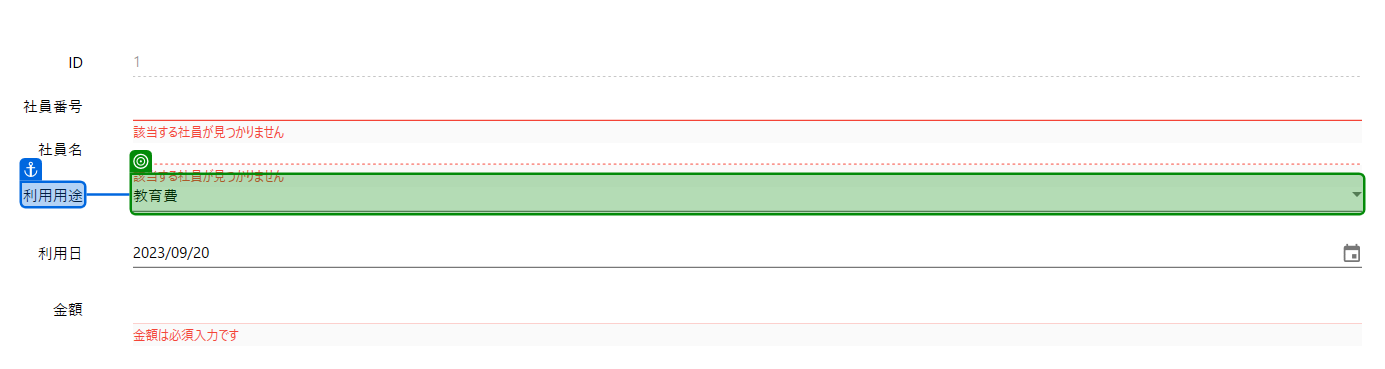 ID 1
社員番号
該当する社員が見つかりません
社員名
該当する社員が見つかりません
利用用途 教育費
利用日 2023/09/20
金額
金額は必須入力です